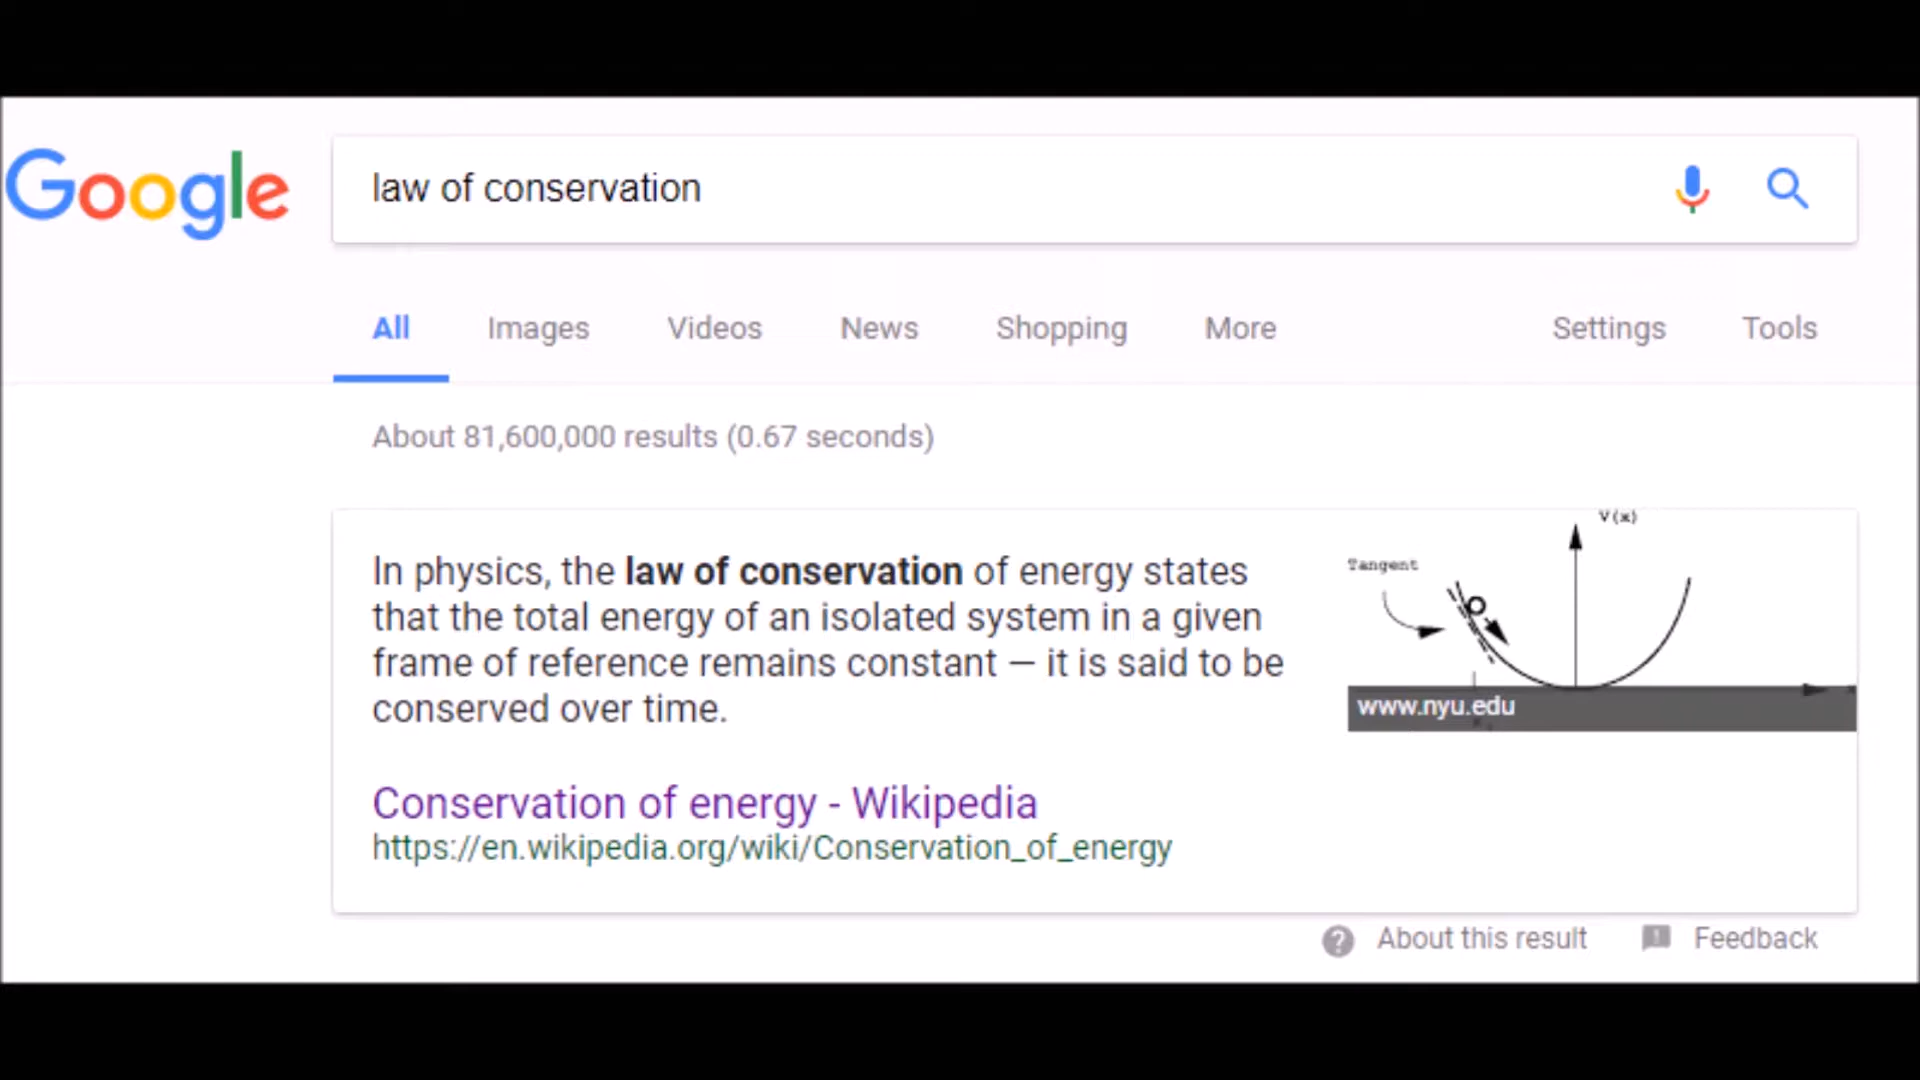 Google
law of conservation
All Images Videos News Shopping More Settings Tools
About 81,600,000 results (0.67 seconds)
In physics, the law of conservation of energy states
that the total energy of an isolated system in a given
frame of reference remains constant — it is said to be
conserved over time.
V(x)
Tangent
www.nyu.edu
Conservation of energy - Wikipedia
https://en.wikipedia.org/wiki/Conservation_of_energy
About this result Feedback